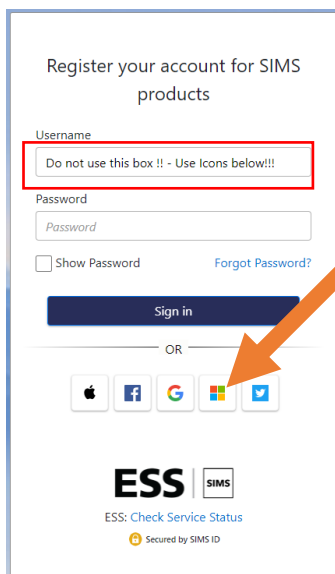 Register your account for SIMS
products
Username
Do not use this box !! - Use Icons below!!!
Password
Password
Show Password
Forgot Password?
Sign in
OR
ESS SIMS
ESS: Check Service Status
Secured by SIMS ID